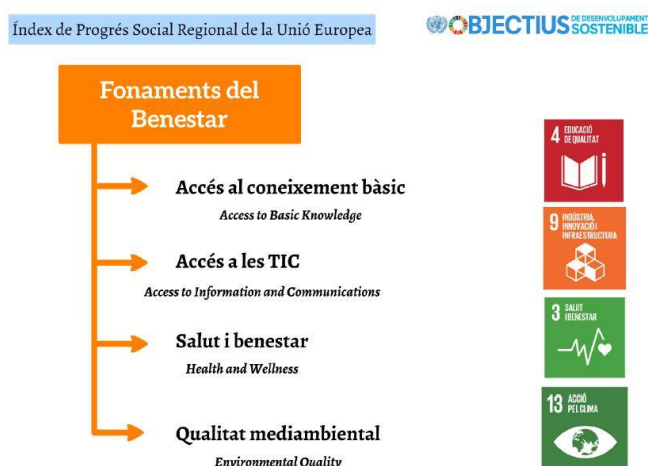 Índex de Progrés Social Regional de la Unió Europea
OBJECTIUS DE DESENVOLUPAMENT
SOSTENIBLE
Fonaments del
Benestar
Accés al coneixement bàsic
Access to Basic Knowledge
Accés a les TIC
Access to Information and Communications
Salut i benestar
Health and Wellness
Qualitat mediambiental
Environmental Quality
4 EDUCACIÓ
DE QUALITAT
9 INDÚSTRIA,
INNOVACIÓ I
INFRAESTRUCTURA
3 SALUT
I BENESTAR
13 ACCIÓ
PEL CLIMA